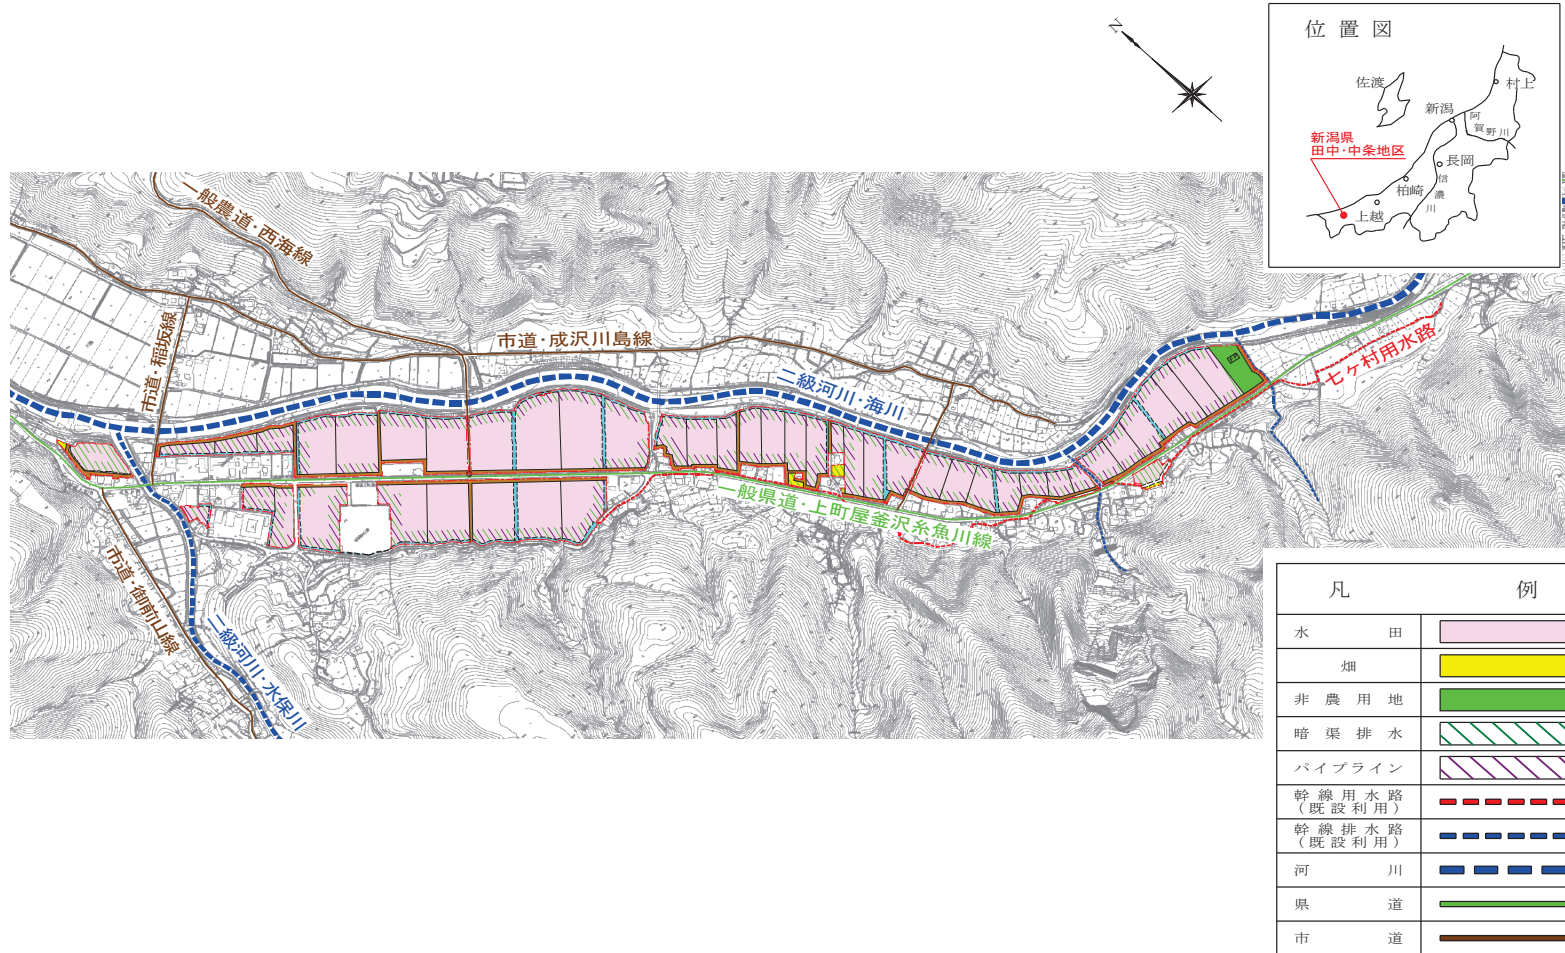 N
位置図
佐渡
村上
新潟
阿賀野川
新潟県
田中・中条地区
長岡
柏崎
信濃川
上越
一般農道・西海線
市道・稲坂線
市道・成沢川島線
二級河川・海川
七ヶ村用水路
一般県道・上町屋釜沢糸魚川線
市道・御前山線
二級河川・水保川
凡例
水田
畑
非農用地
暗渠排水
パイプライン
幹線用水路
(既設利用)
幹線排水路
(既設利用)
河川
県道
市道